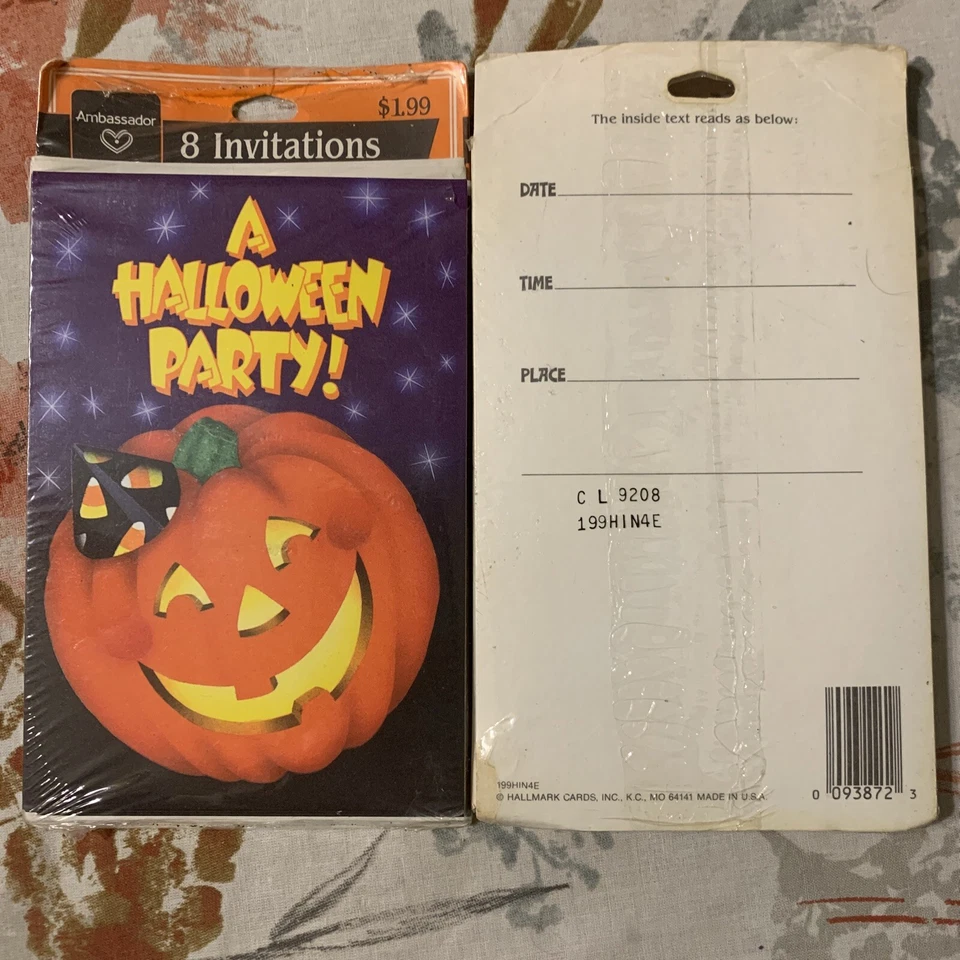 Ambassador
$1.99
8 Invitations
A
HALLOWEEN
PARTY!
The inside text reads as below:
DATE
TIME
PLACE
C L 9208
199HIN4E
199HIN4E
© HALLMARK CARDS, INC., K.C., MO 64141 MADE IN U.S.A.
0 093872 3